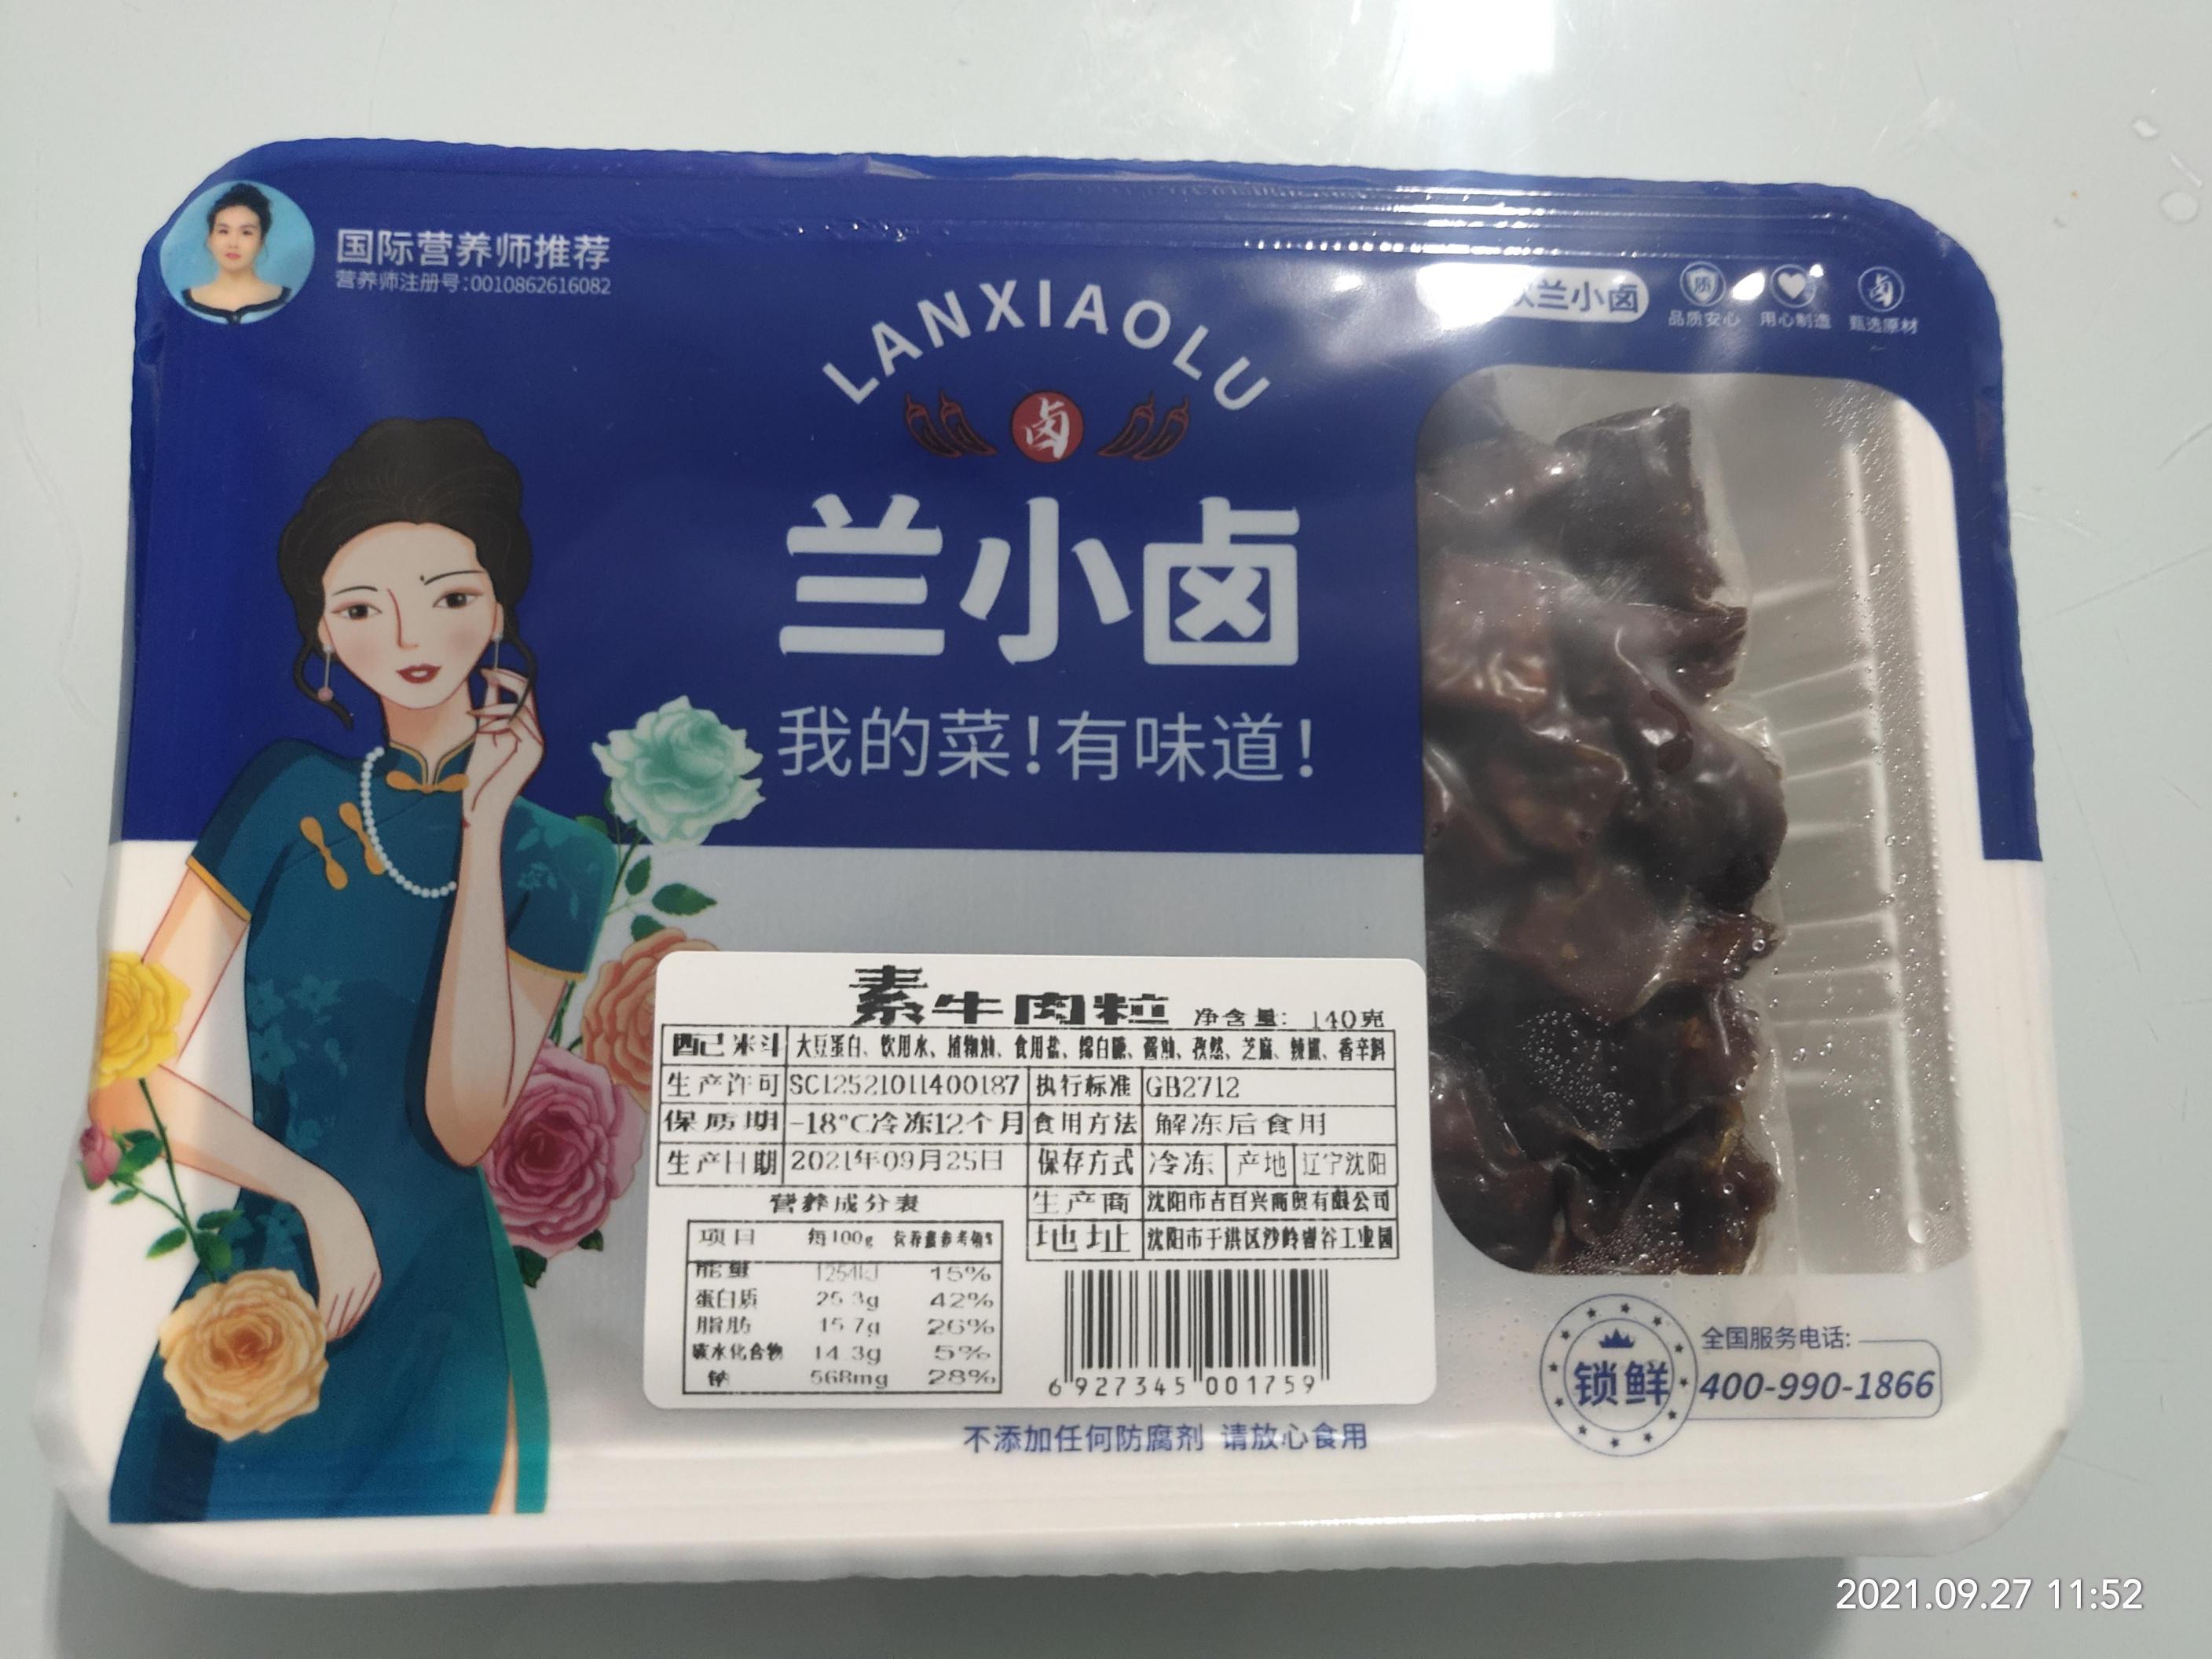 国际营养师推荐
营养师注册号:0010862616082
LANXIAOLU
卤
兰小卤
我的菜!有味道!
兰小卤
质
品质安心
用心制造
卤
甄选原材
素牛肉粒 净含量: 140克
配料 大豆蛋白、饮用水、植物油、食用盐、绵白糖、酱油、孜然、芝麻、辣椒、香辛料
生产许可 SC12521011400187 执行标准 GB2712
保质期 -18°C冷冻12个月 食用方法 解冻后食用
生产日期 2021年09月25日 保存方式 冷冻 产地 辽宁沈阳
营养成分表
生产商 沈阳市吉百兴商贸有限公司
地址 沈阳市于洪区沙岭睿谷工业园
项目 每100g 营养素参考值%
能量 1254kJ 15%
蛋白质 25.3g 42%
脂肪 15.7g 26%
碳水化合物 14.3g 5%
钠 568mg 28%
6 927345 001759
不添加任何防腐剂 请放心食用
锁鲜
全国服务电话:
400-990-1866
2021.09.27 11:52